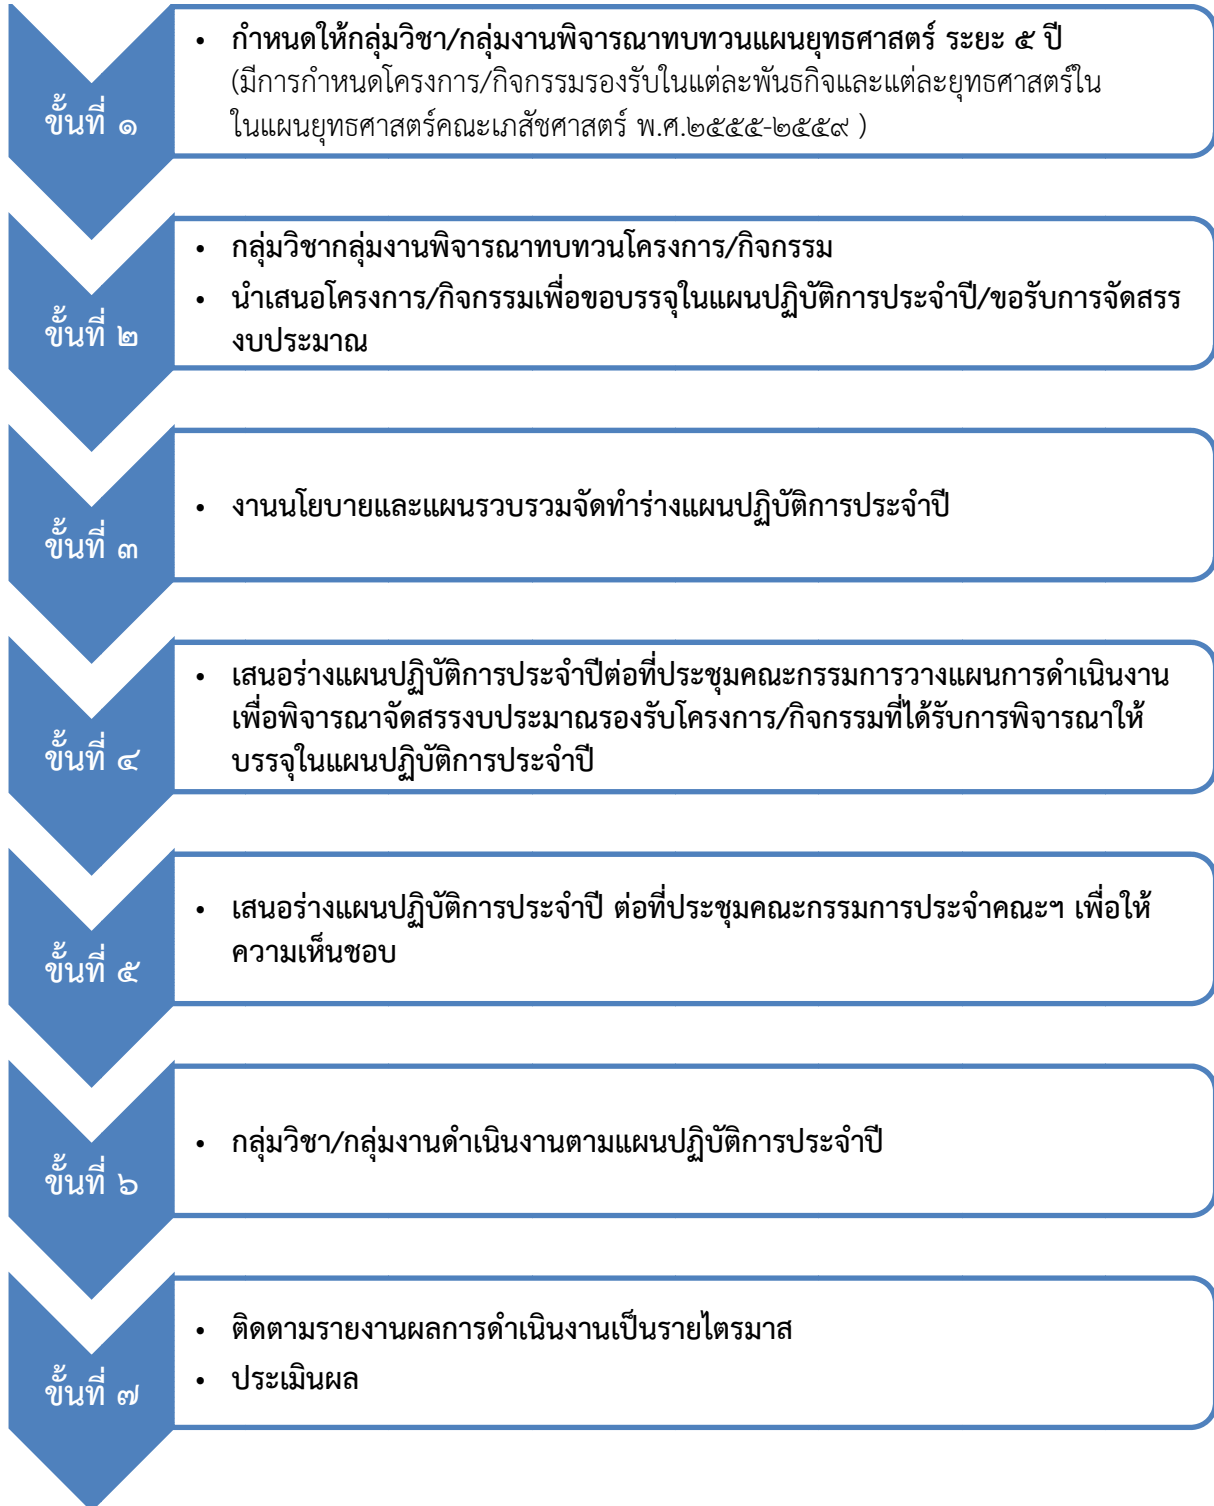 ขั้นที่ ๑
• กำหนดให้กลุ่มวิชา/กลุ่มงานพิจารณาทบทวนแผนยุทธศาสตร์ ระยะ ๕ ปี
(มีการกำหนดโครงการ/กิจกรรมรองรับในแต่ละพันธกิจและแต่ละยุทธศาสตร์ใน
ในแผนยุทธศาสตร์คณะเภสัชศาสตร์ พ.ศ.๒๕๕๕-๒๕๕๙ )
ขั้นที่ ๒
• กลุ่มวิชากลุ่มงานพิจารณาทบทวนโครงการ/กิจกรรม
• นำเสนอโครงการ/กิจกรรมเพื่อขอบรรจุในแผนปฏิบัติการประจำปี/ขอรับการจัดสรร
งบประมาณ
ขั้นที่ ๓
• งานนโยบายและแผนรวบรวมจัดทำร่างแผนปฏิบัติการประจำปี
ขั้นที่ ๔
• เสนอร่างแผนปฏิบัติการประจำปีต่อที่ประชุมคณะกรรมการวางแผนการดำเนินงาน
เพื่อพิจารณาจัดสรรงบประมาณรองรับโครงการ/กิจกรรมที่ได้รับการพิจารณาให้
บรรจุในแผนปฏิบัติการประจำปี
ขั้นที่ ๕
• เสนอร่างแผนปฏิบัติการประจำปี ต่อที่ประชุมคณะกรรมการประจำคณะฯ เพื่อให้
ความเห็นชอบ
ขั้นที่ ๖
• กลุ่มวิชา/กลุ่มงานดำเนินงานตามแผนปฏิบัติการประจำปี
ขั้นที่ ๗
• ติดตามรายงานผลการดำเนินงานเป็นรายไตรมาส
• ประเมินผล